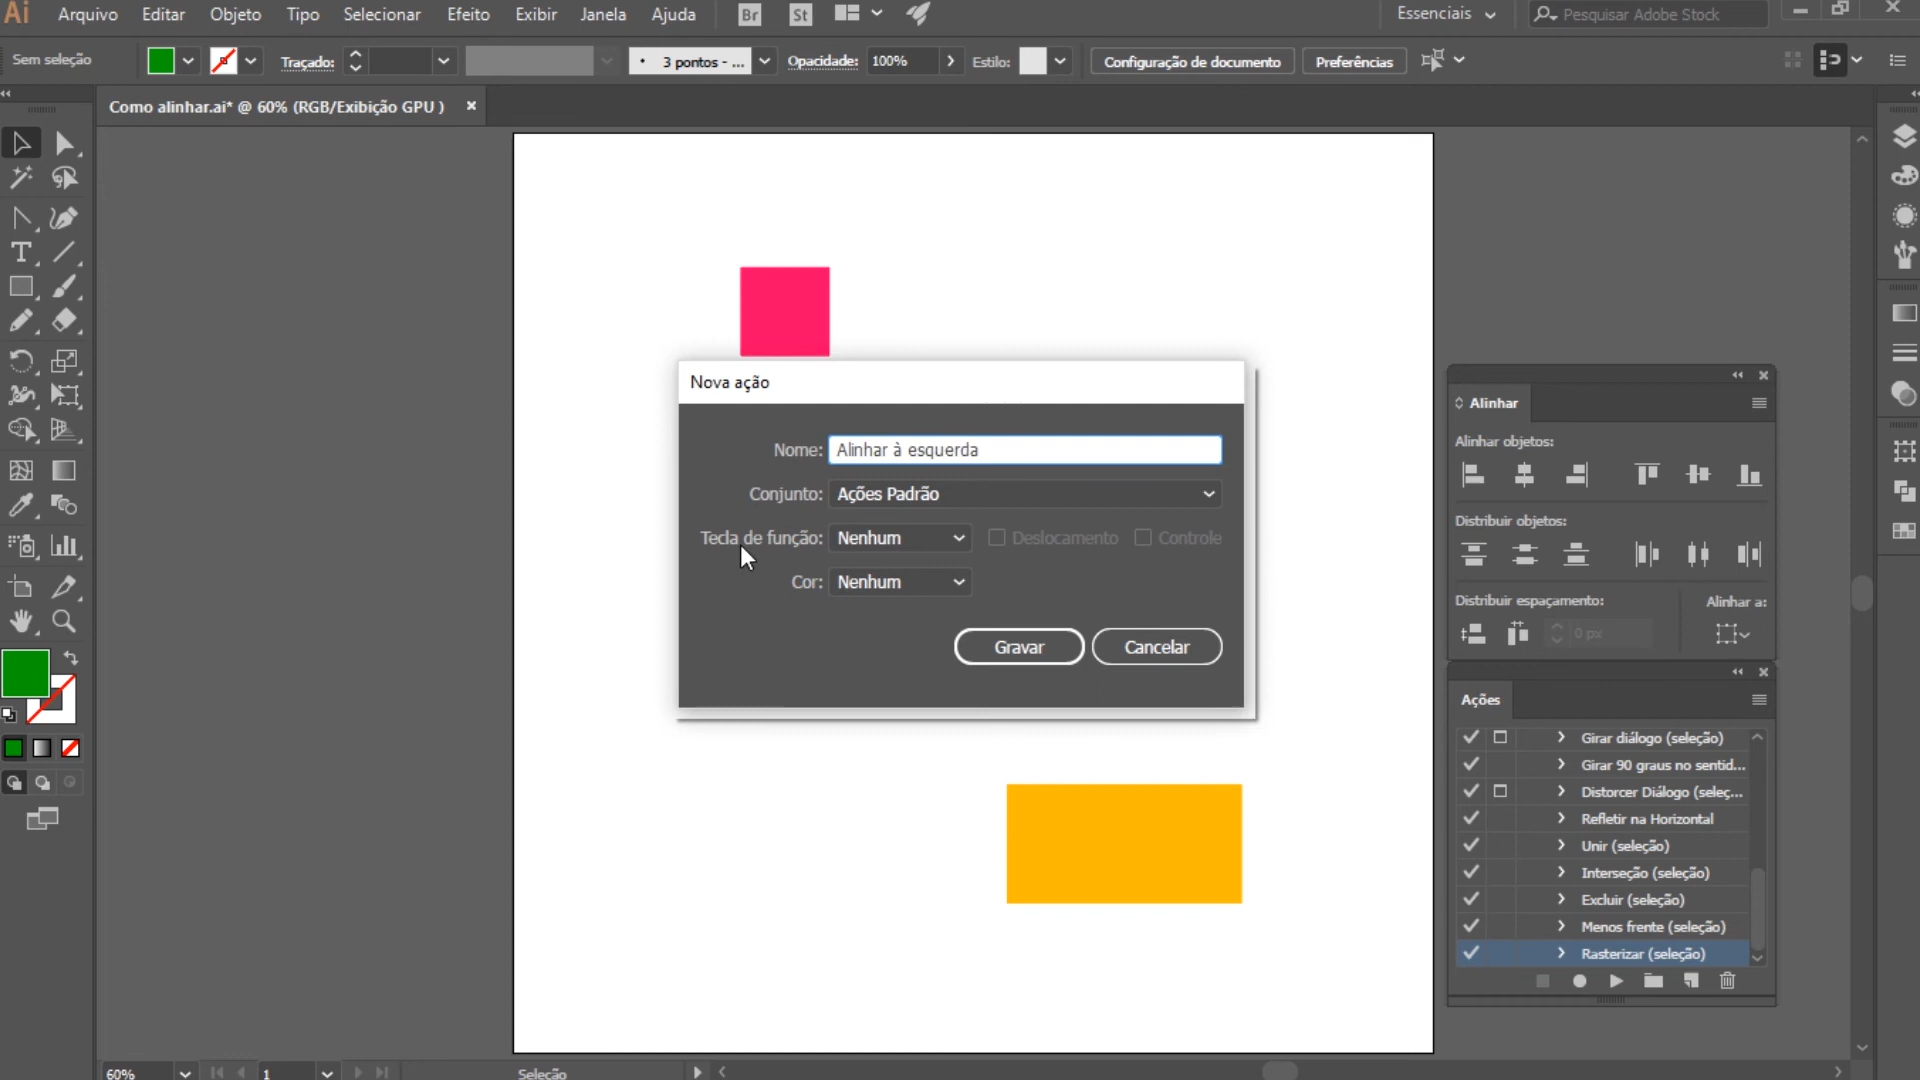 Ai Arquivo Editar Objeto Tipo Selecionar Efeito Exibir Janela Ajuda Br St Essenciais Pesquisar Adobe Stock
Sem seleção Traçado: 3 pontos - ... Opacidade: 100% Estilo: Configuração de documento Preferências
Como alinhar.ai* @ 60% (RGB/Exibição GPU )
Nova ação
Nome: Alinhar à esquerda
Conjunto: Ações Padrão
Tecla de função: Nenhum Deslocamento Controle
Cor: Nenhum
Gravar Cancelar
Alinhar
Alinhar objetos:
Distribuir objetos:
Distribuir espaçamento: Alinhar a:
0 px
Ações
Girar diálogo (seleção)
Girar 90 graus no sentid...
Distorcer Diálogo (seleç...
Refletir na Horizontal
Unir (seleção)
Interseção (seleção)
Excluir (seleção)
Menos frente (seleção)
Rasterizar (seleção)
60% 1 Seleção